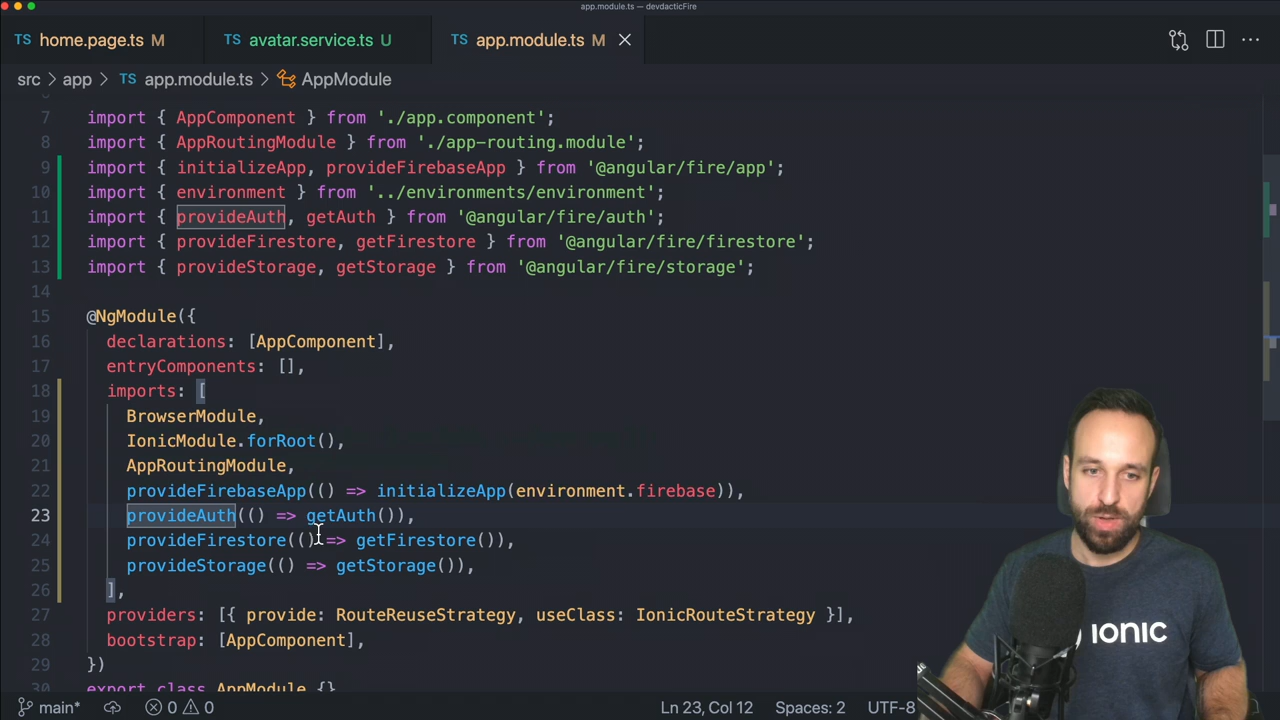 app.module.ts — devdacticFire
TS home.page.ts M TS avatar.service.ts U TS app.module.ts M
src > app > TS app.module.ts > AppModule
7 import { AppComponent } from './app.component';
8 import { AppRoutingModule } from './app-routing.module';
9 import { initializeApp, provideFirebaseApp } from '@angular/fire/app';
10 import { environment } from '../environments/environment';
11 import { provideAuth, getAuth } from '@angular/fire/auth';
12 import { provideFirestore, getFirestore } from '@angular/fire/firestore';
13 import { provideStorage, getStorage } from '@angular/fire/storage';
14
15 @NgModule({
16 declarations: [AppComponent],
17 entryComponents: [],
18 imports: [
19 BrowserModule,
20 IonicModule.forRoot(),
21 AppRoutingModule,
22 provideFirebaseApp(() => initializeApp(environment.firebase)),
23 provideAuth(() => getAuth()),
24 provideFirestore(() => getFirestore()),
25 provideStorage(() => getStorage()),
26 ],
27 providers: [{ provide: RouteReuseStrategy, useClass: IonicRouteStrategy }],
28 bootstrap: [AppComponent],
29 })
30 export class AppModule {}
IONIC
main* 0 0 Ln 23, Col 12 Spaces: 2 UTF-8